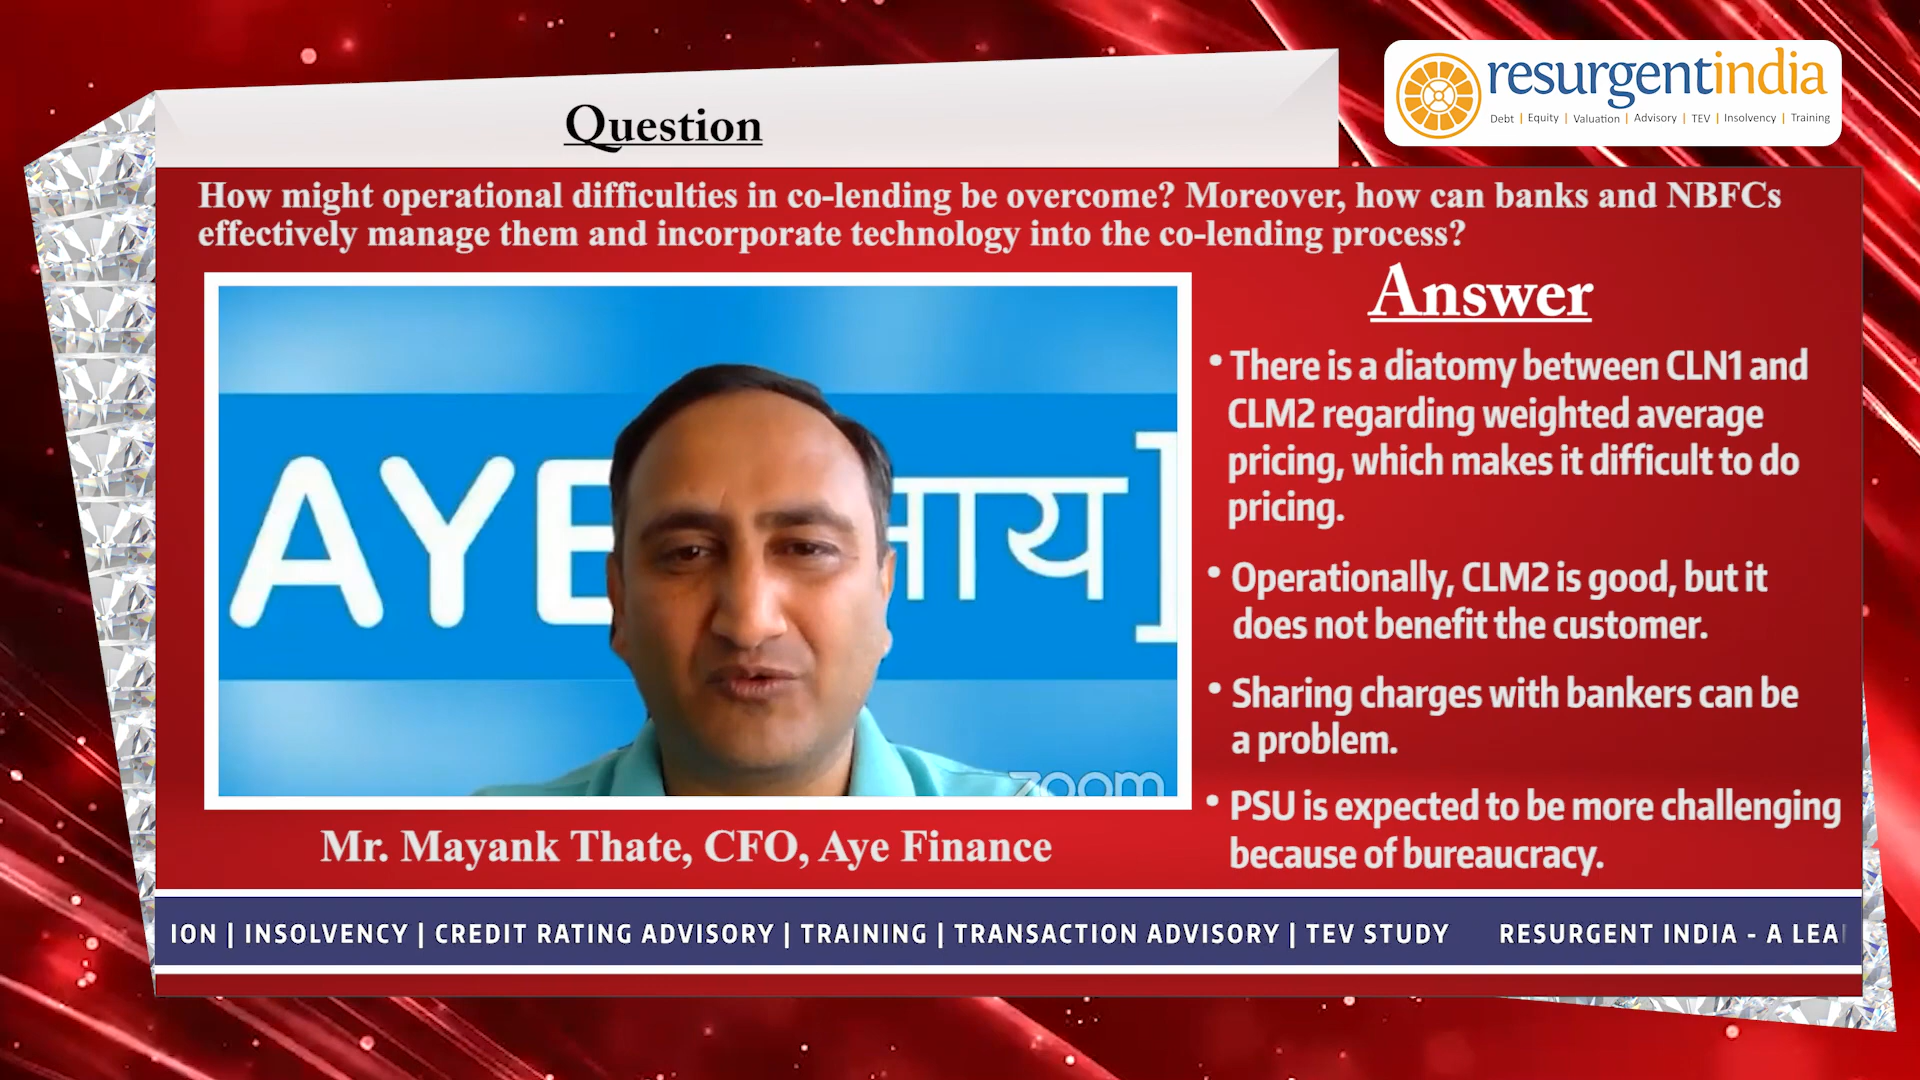 Question
resurgentindia
Debt | Equity | Valuation | Advisory | TEV | Insolvency | Training
How might operational difficulties in co-lending be overcome? Moreover, how can banks and NBFCs
effectively manage them and incorporate technology into the co-lending process?
AYE
Answer
• There is a diatomy between CLN1 and
CLM2 regarding weighted average
pricing, which makes it difficult to do
pricing.
• Operationally, CLM2 is good, but it
does not benefit the customer.
• Sharing charges with bankers can be
a problem.
• PSU is expected to be more challenging
because of bureaucracy.
zoom
Mr. Mayank Thate, CFO, Aye Finance
ION | INSOLVENCY | CREDIT RATING ADVISORY | TRAINING | TRANSACTION ADVISORY | TEV STUDY RESURGENT INDIA - A LEA